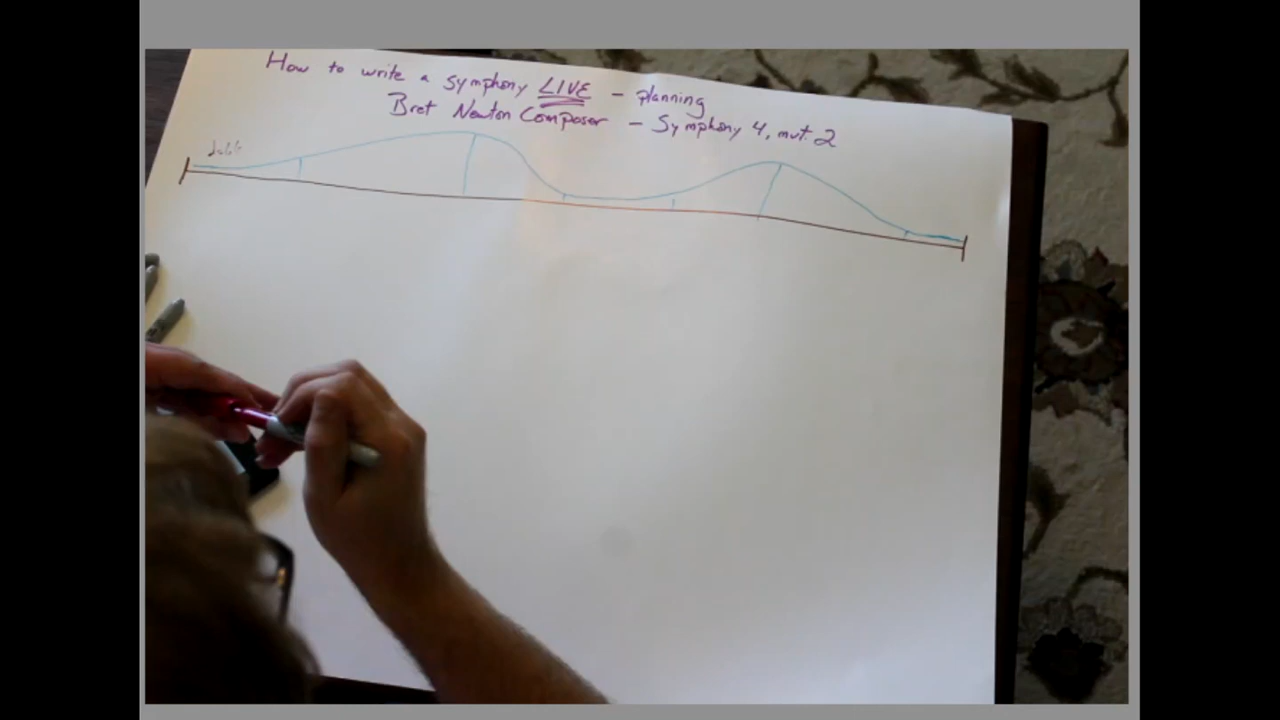 How to write a symphony LIVE - planning
Bret Newton Composer - Symphony 4, mvt. 2